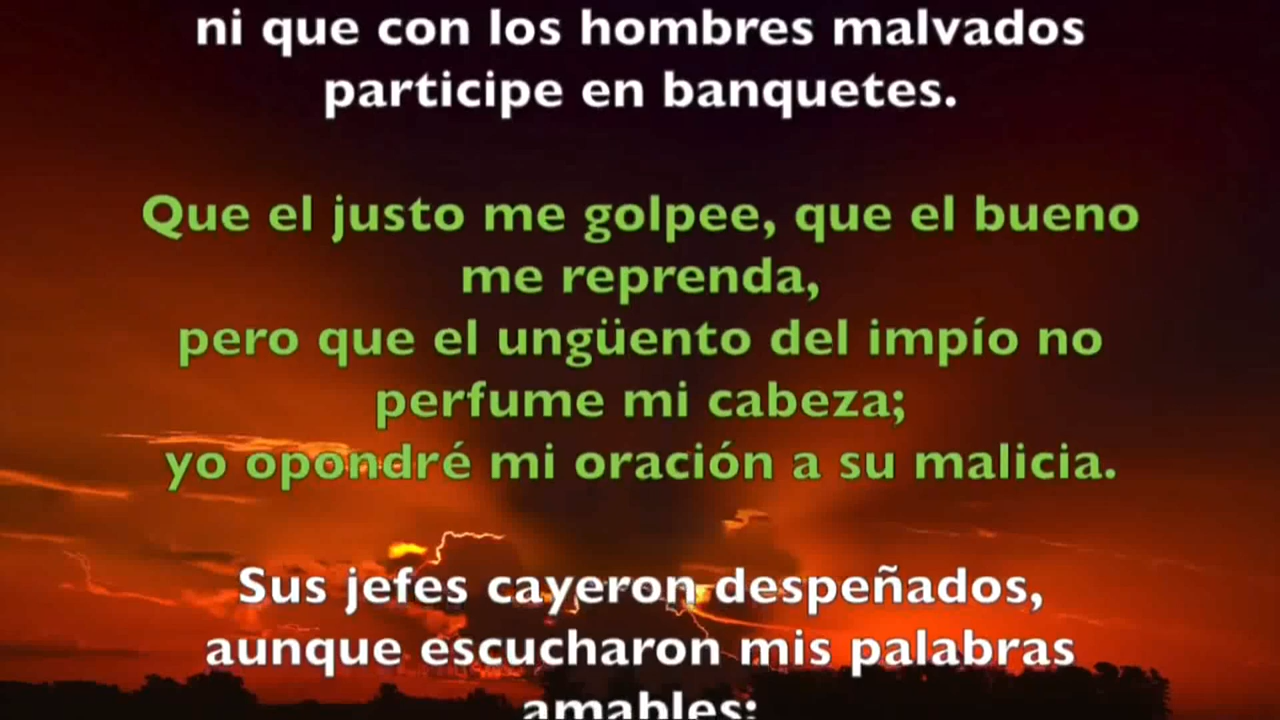 ni que con los hombres malvados
participe en banquetes.
Que el justo me golpee, que el bueno
me reprenda,
pero que el ungüento del impío no
perfume mi cabeza;
yo opondré mi oración a su malicia.
Sus jefes cayeron despeñados,
aunque escucharon mis palabras
amables: